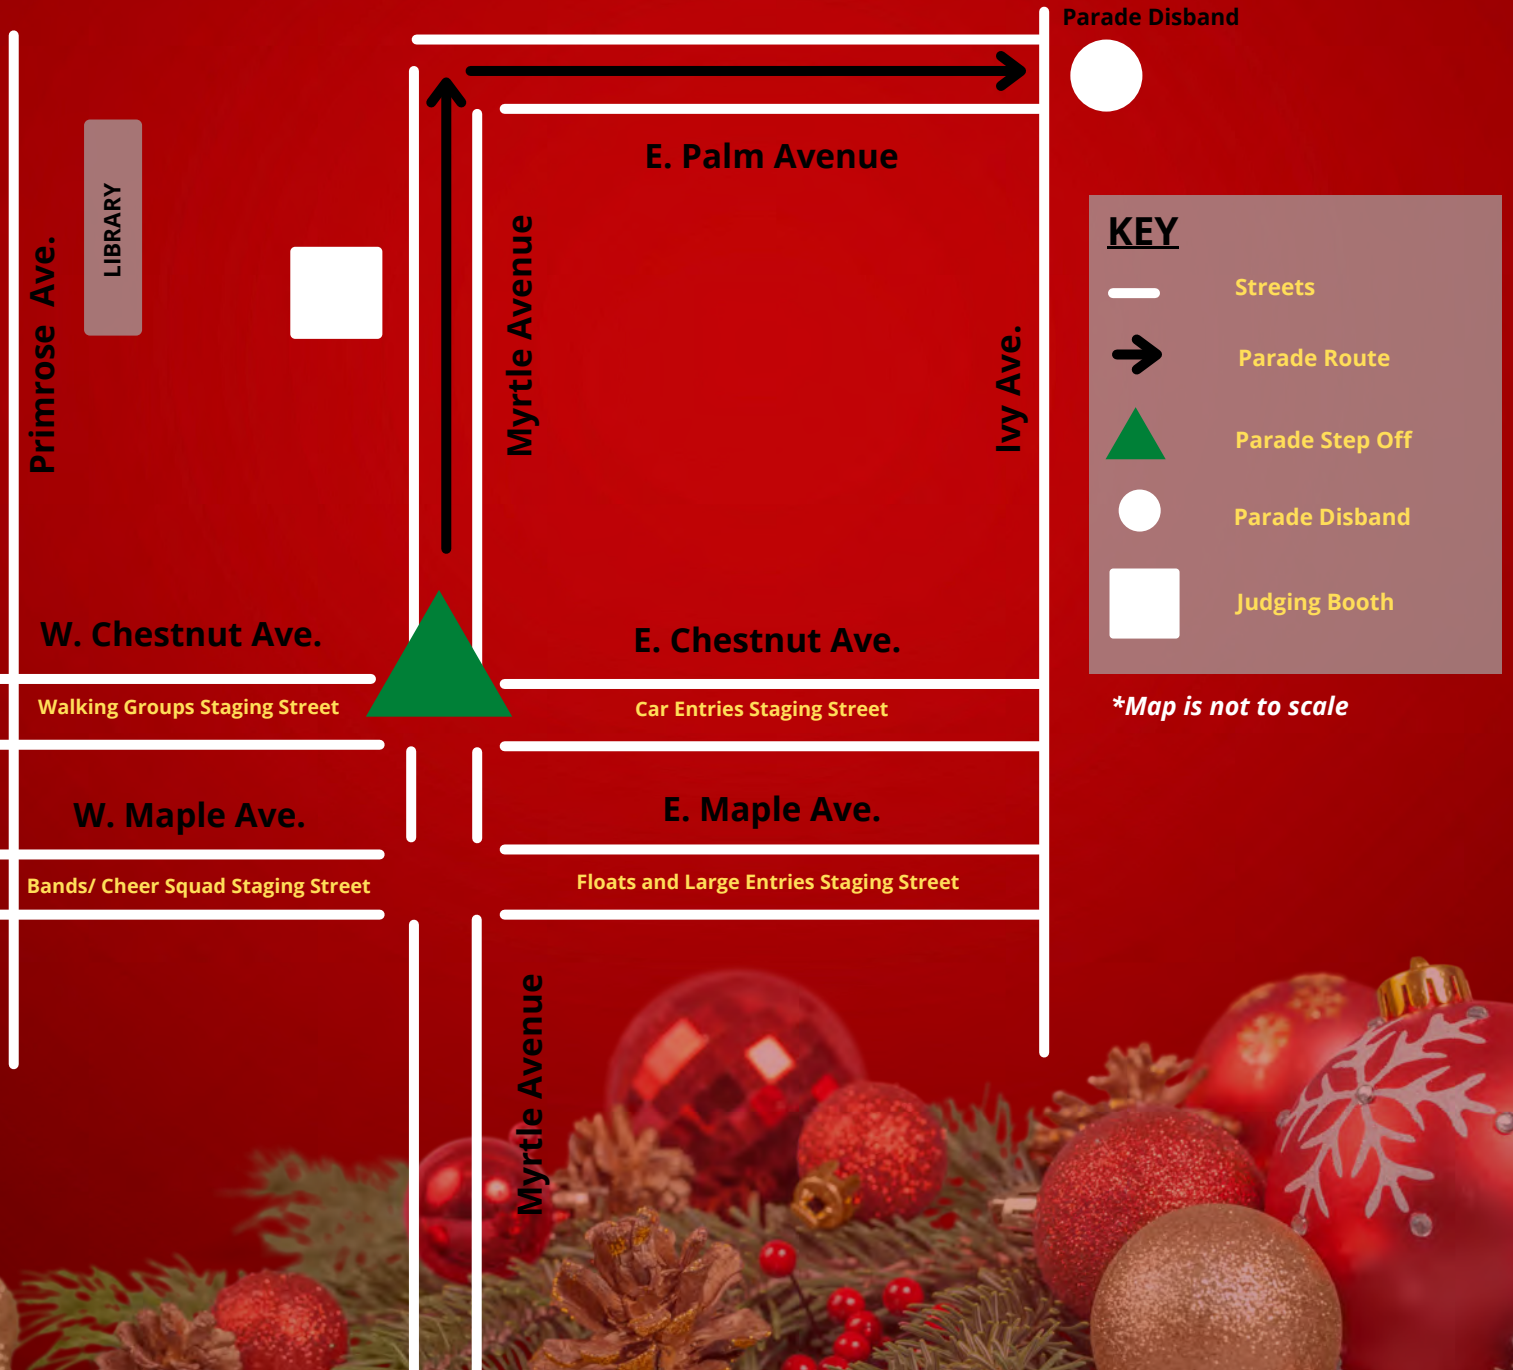 Parade Disband
E. Palm Avenue
LIBRARY
Primrose Ave.
Myrtle Avenue
Ivy Ave.
KEY
Streets
Parade Route
Parade Step Off
Parade Disband
Judging Booth
*Map is not to scale
W. Chestnut Ave.
E. Chestnut Ave.
Walking Groups Staging Street
Car Entries Staging Street
W. Maple Ave.
E. Maple Ave.
Bands/ Cheer Squad Staging Street
Floats and Large Entries Staging Street
Myrtle Avenue